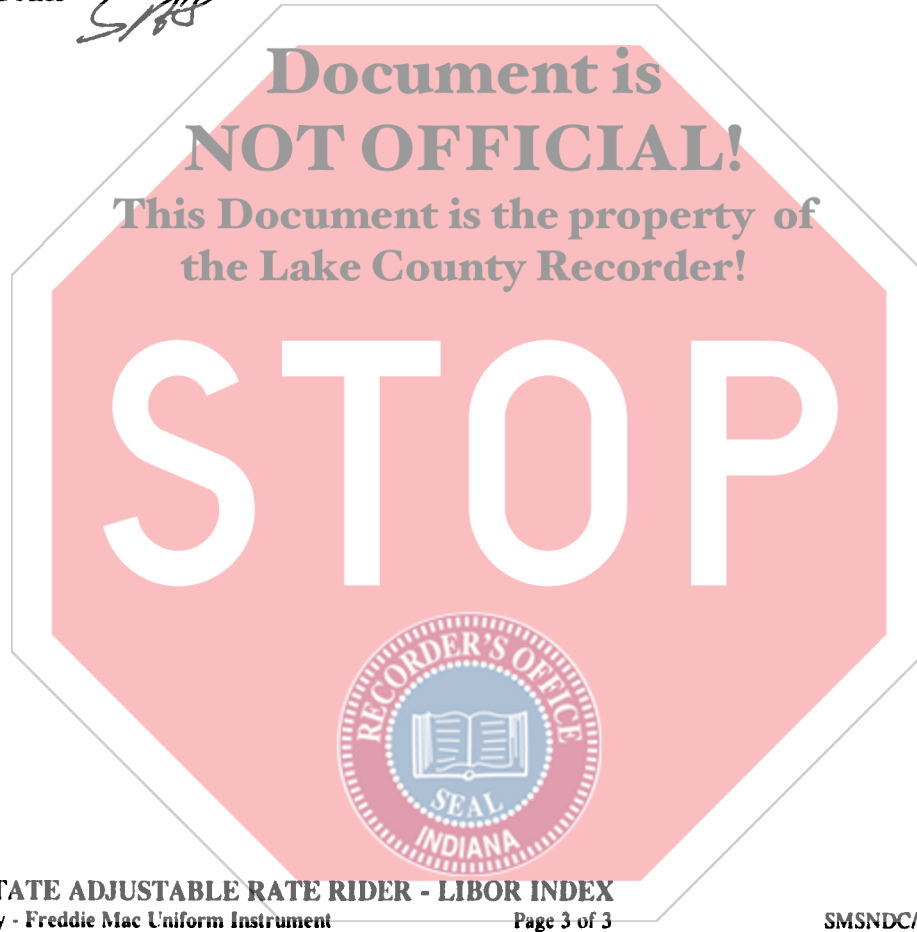 Document is
NOT OFFICIAL!
This Document is the property of
the Lake County Recorder!
STOP
RECORDER'S OFFICE
SEAL
INDIANA
TATE ADJUSTABLE RATE RIDER - LIBOR INDEX
- Freddie Mac Uniform Instrument Page 3 of 3 SMSNDCA